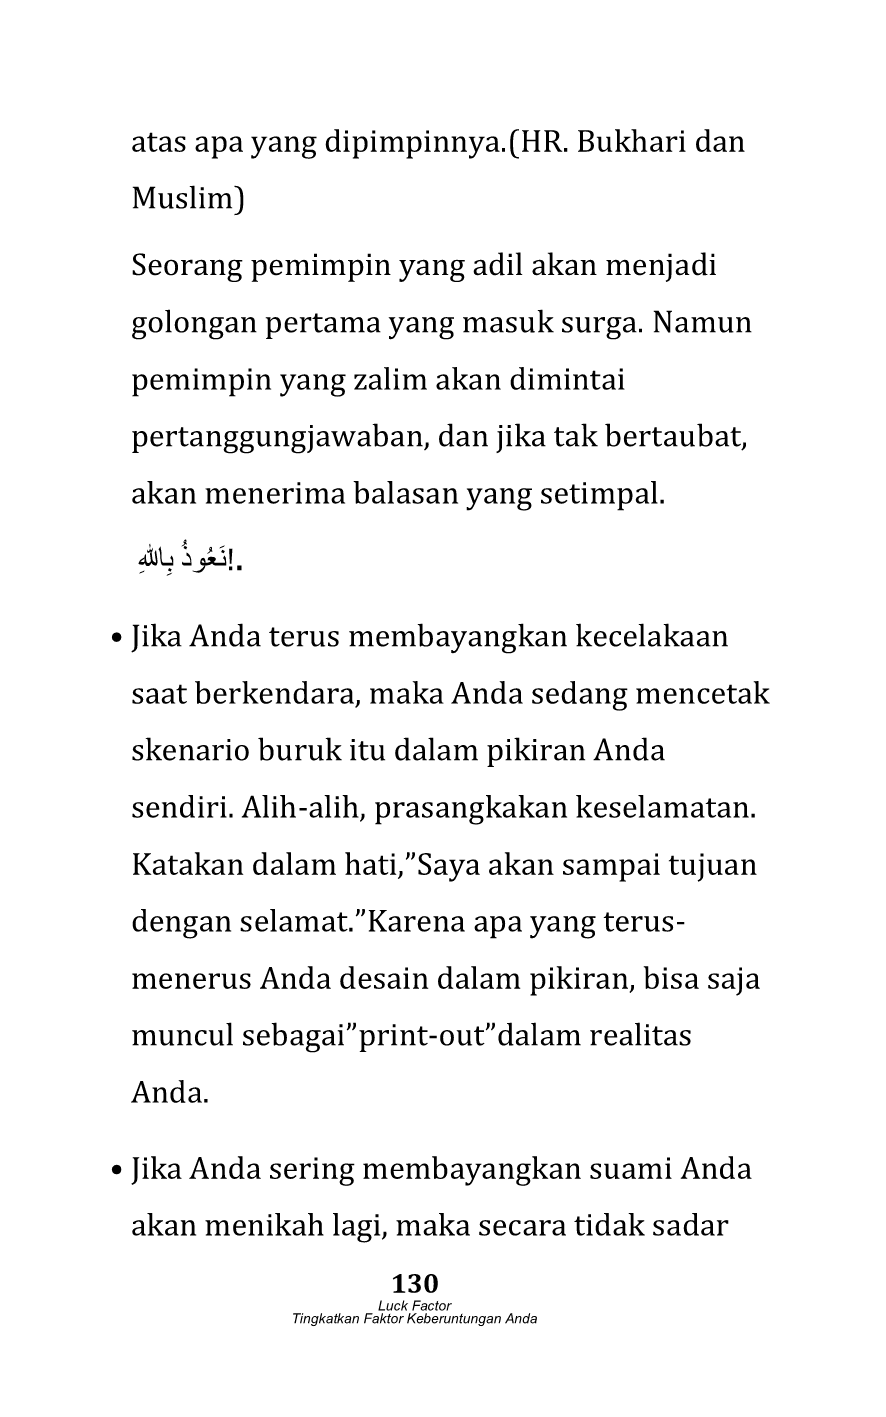 atas apa yang dipimpinnya.(HR. Bukhari dan
Muslim)
Seorang pemimpin yang adil akan menjadi
golongan pertama yang masuk surga. Namun
pemimpin yang zalim akan dimintai
pertanggungjawaban, dan jika tak bertaubat,
akan menerima balasan yang setimpal.
نَعُوذُ بِاللهِ!.
• Jika Anda terus membayangkan kecelakaan
saat berkendara, maka Anda sedang mencetak
skenario buruk itu dalam pikiran Anda
sendiri. Alih-alih, prasangkakan keselamatan.
Katakan dalam hati,”Saya akan sampai tujuan
dengan selamat.”Karena apa yang terus-
menerus Anda desain dalam pikiran, bisa saja
muncul sebagai”print-out”dalam realitas
Anda.
• Jika Anda sering membayangkan suami Anda
akan menikah lagi, maka secara tidak sadar
130
Luck Factor
Tingkatkan Faktor Keberuntungan Anda